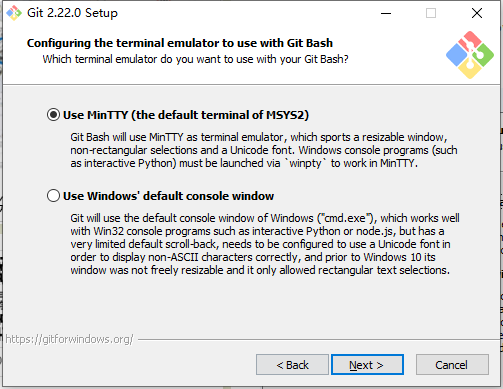 Git 2.22.0 Setup
Configuring the terminal emulator to use with Git Bash
Which terminal emulator do you want to use with your Git Bash?
Use MinTTY (the default terminal of MSYS2)
Git Bash will use MinTTY as terminal emulator, which sports a resizable window,
non-rectangular selections and a Unicode font. Windows console programs (such
as interactive Python) must be launched via `winpty` to work in MinTTY.
Use Windows' default console window
Git will use the default console window of Windows ("cmd.exe"), which works well
with Win32 console programs such as interactive Python or node.js, but has a
very limited default scroll-back, needs to be configured to use a Unicode font in
order to display non-ASCII characters correctly, and prior to Windows 10 its
window was not freely resizable and it only allowed rectangular text selections.
https://gitforwindows.org/
< Back
Next >
Cancel